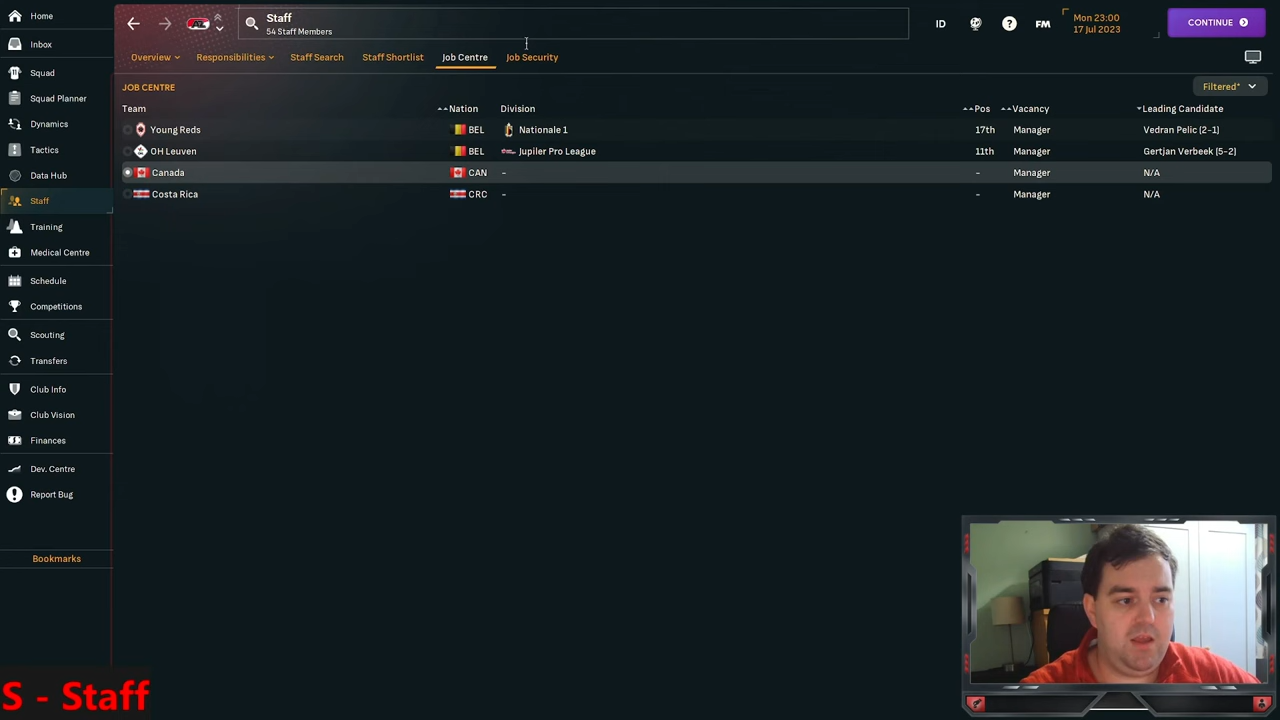 Home
Inbox
Squad
Squad Planner
Dynamics
Tactics
Data Hub
Staff
Training
Medical Centre
Schedule
Competitions
Scouting
Transfers
Club Info
Club Vision
Finances
Dev. Centre
Report Bug
Bookmarks
Staff
54 Staff Members
ID
FM
Mon 23:00
17 Jul 2023
CONTINUE
Overview
Responsibilities
Staff Search
Staff Shortlist
Job Centre
Job Security
JOB CENTRE
Filtered*
Team Nation Division Pos Vacancy Leading Candidate
Young Reds BEL Nationale 1 17th Manager Vedran Pelic (2-1)
OH Leuven BEL Jupiler Pro League 11th Manager Gertjan Verbeek (5-2)
Canada CAN - - Manager N/A
Costa Rica CRC - - Manager N/A
S - Staff